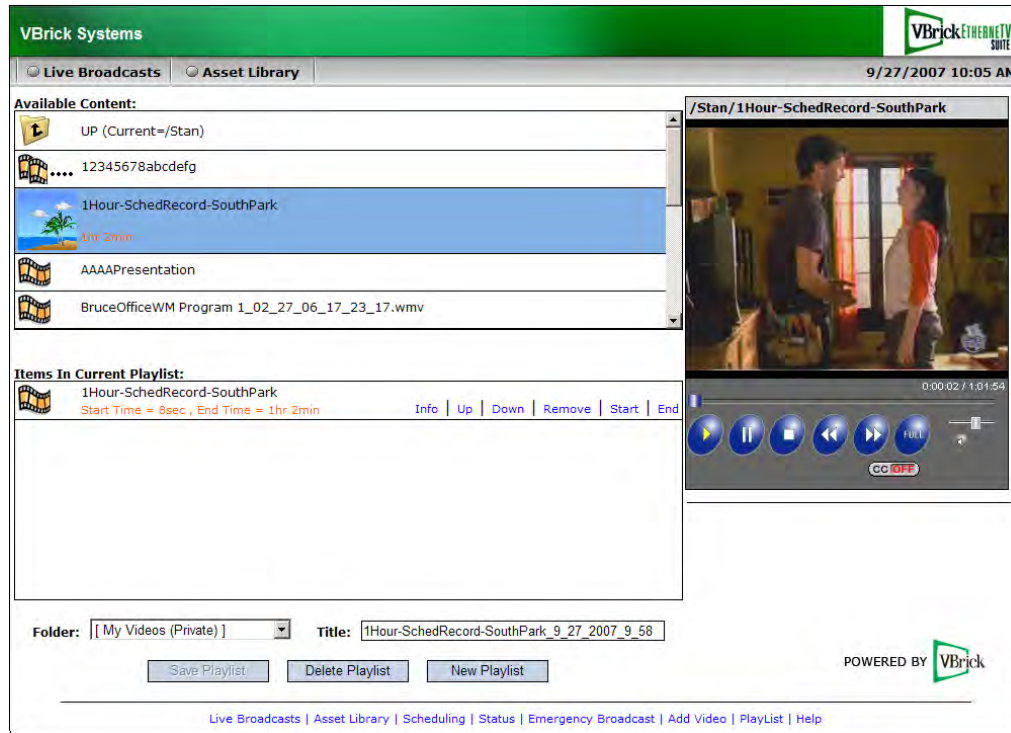 VBrick Systems
VBrick ETHERNETV
SUITE
Live Broadcasts
Asset Library
9/27/2007 10:05 AM
Available Content:
UP (Current=/Stan)
12345678abcdefg
1Hour-SchedRecord-SouthPark
1hr 2min
AAAAPresentation
BruceOfficeWM Program 1_02_27_06_17_23_17.wmv
/Stan/1Hour-SchedRecord-SouthPark
0:00:02 / 1:01:54
FULL
CC OFF
Items In Current Playlist:
1Hour-SchedRecord-SouthPark
Start Time = 8sec , End Time = 1hr 2min
Info | Up | Down | Remove | Start | End
Folder: [ My Videos (Private) ]
Title: 1Hour-SchedRecord-SouthPark_9_27_2007_9_58
Save Playlist
Delete Playlist
New Playlist
POWERED BY VBrick
Live Broadcasts | Asset Library | Scheduling | Status | Emergency Broadcast | Add Video | PlayList | Help